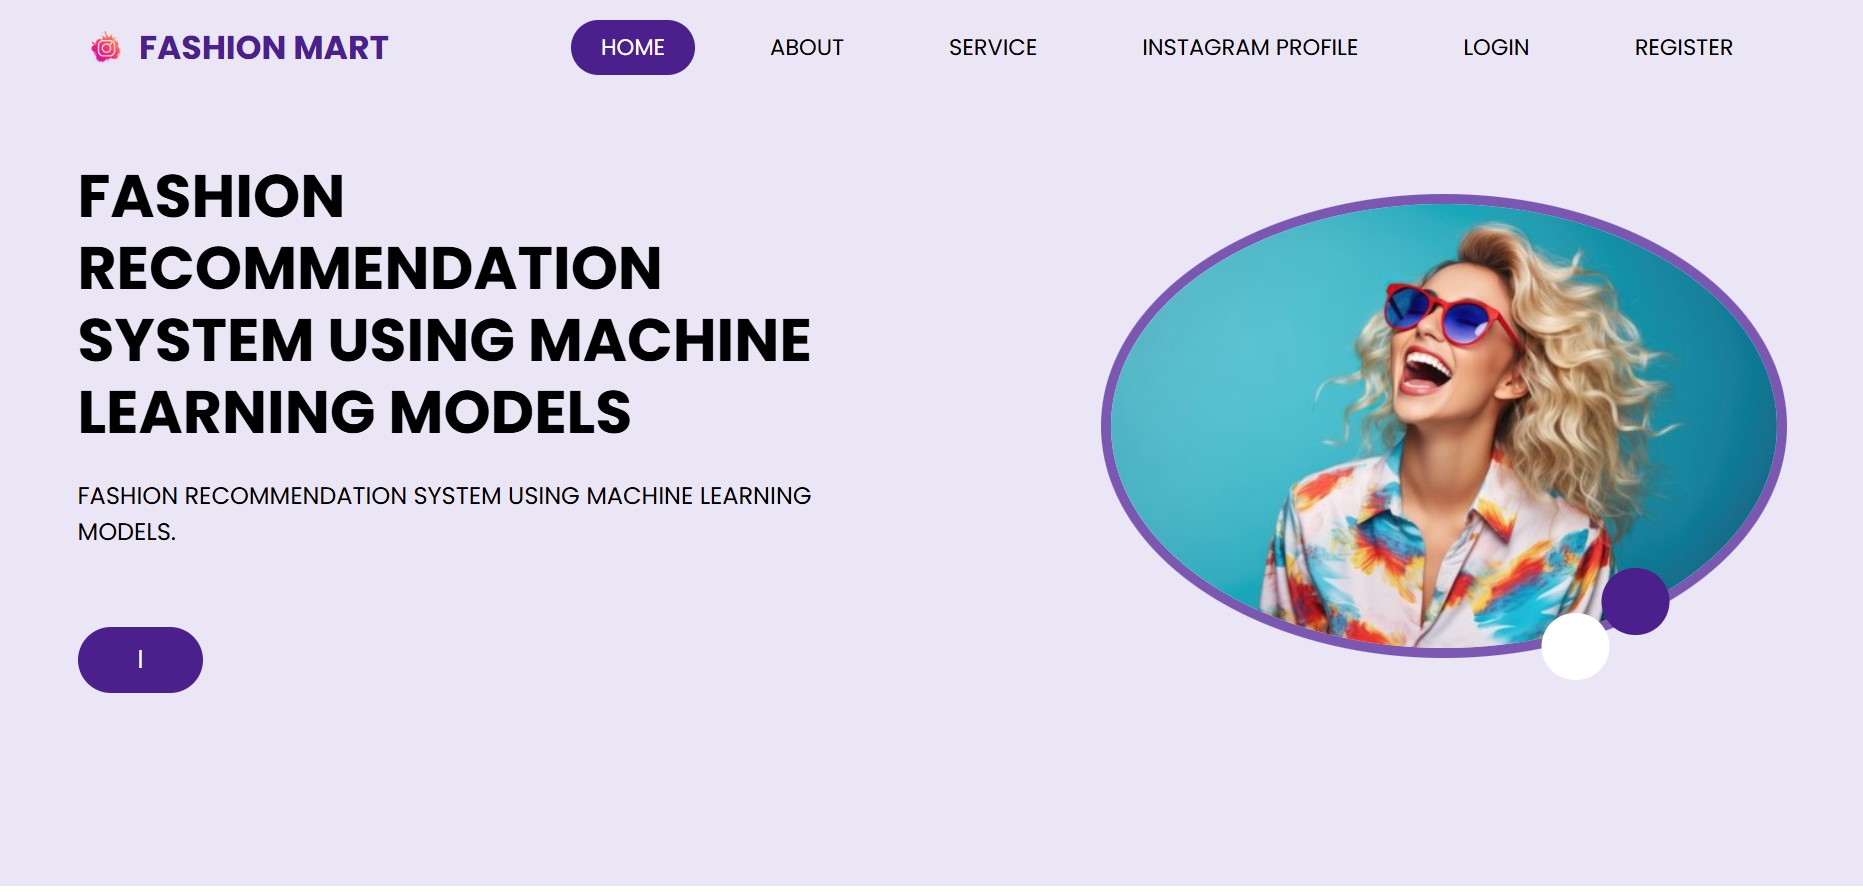 FASHION MART
HOME
ABOUT
SERVICE
INSTAGRAM PROFILE
LOGIN
REGISTER
FASHION
RECOMMENDATION
SYSTEM USING MACHINE
LEARNING MODELS
FASHION RECOMMENDATION SYSTEM USING MACHINE LEARNING
MODELS.
I